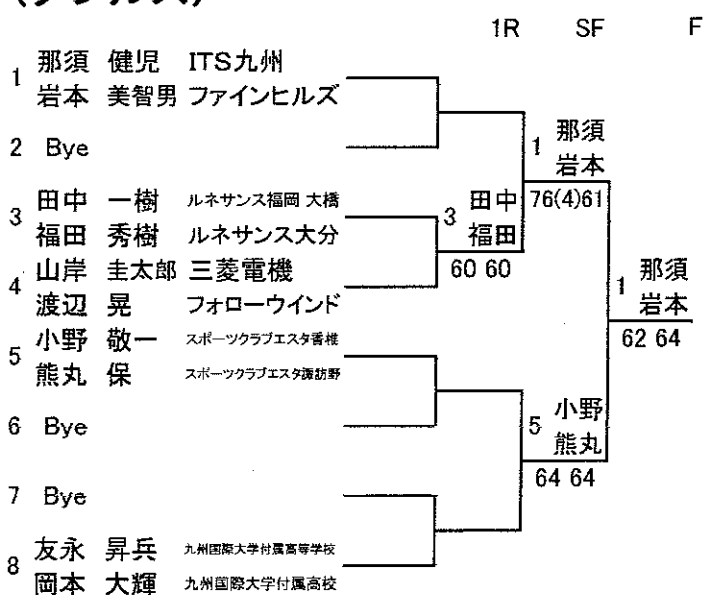 1R SF F
1 那須 健児 ITS九州
岩本 美智男 ファインヒルズ
2 Bye
3 田中 一樹 ルネサンス福岡 大橋
福田 秀樹 ルネサンス大分
4 山岸 圭太郎 三菱電機
渡辺 晃 フォローウインド
5 小野 敬一 スポーツクラブエスタ香椎
熊丸 保 スポーツクラブエスタ諏訪野
6 Bye
7 Bye
8 友永 昇兵 九州国際大学付属高等学校
岡本 大輝 九州国際大学付属高校
3 田中
福田
60 60
1 那須
岩本
76(4)61
5 小野
熊丸
64 64
1 那須
岩本
62 64